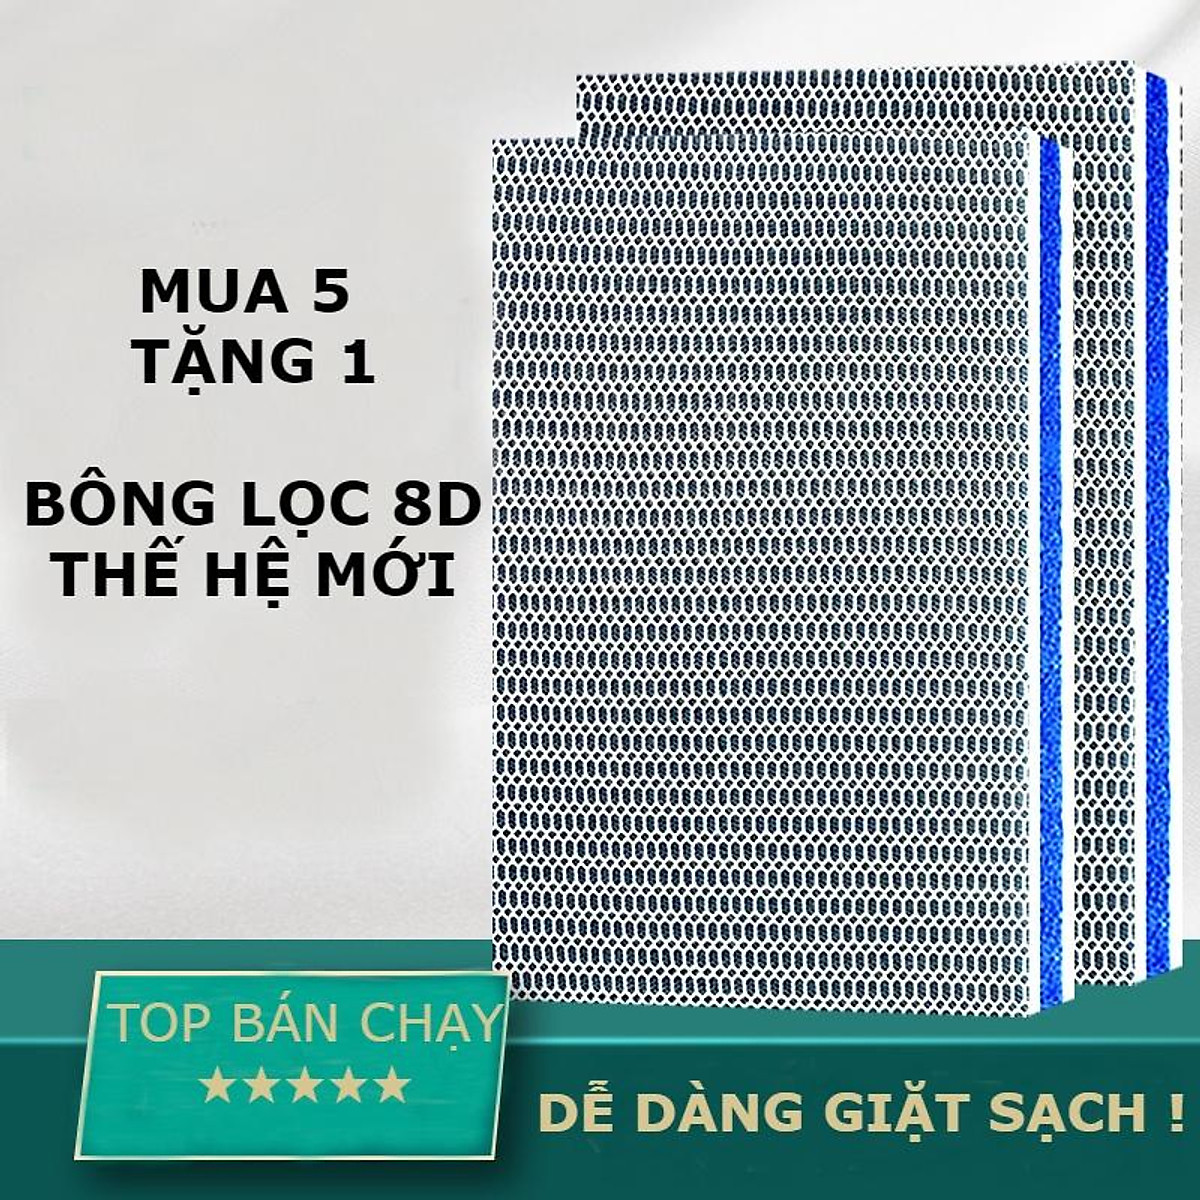 MUA 5
TẶNG 1
BÔNG LỌC 8D
THẾ HỆ MỚI
TOP BÁN CHẠY
DỄ DÀNG GIẶT SẠCH !